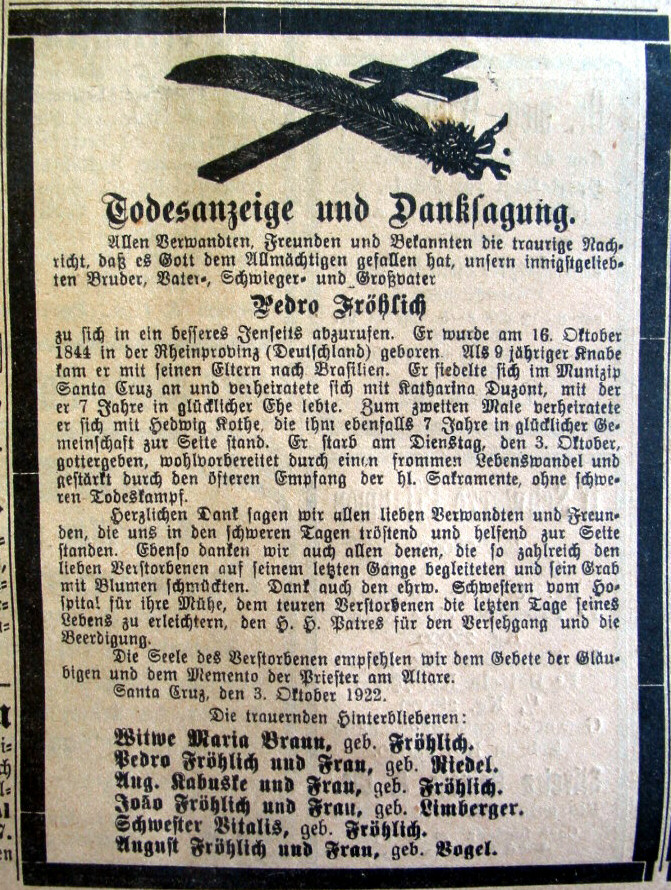 Todesanzeige und Danksagung.
Allen Verwandten, Freunden und Bekannten die traurige Nach-
richt, daß es Gott dem Allmächtigen gefallen hat, unsern innigstgelieb-
ten Bruder, Vater-, Schwieger- und Großvater
Pedro Fröhlich
zu sich in ein besseres Jenseits abzurufen. Er wurde am 16. Oktober
1844 in der Rheinprovinz (Deutschland) geboren. Als 9 jähriger Knabe
kam er mit seinen Eltern nach Brasilien. Er siedelte sich im Munizip
Santa Cruz an und verheiratete sich mit Katharina Duzont, mit der
er 7 Jahre in glücklicher Ehe lebte. Zum zweiten Male verheiratete
er sich mit Hedwig Kothe, die ihm ebenfalls 7 Jahre in glücklicher Ge-
meinschaft zur Seite stand. Er starb am Dienstag, den 3. Oktober,
gottergeben, wohlvorbereitet durch einen frommen Lebenswandel und
gestärkt durch den öfteren Empfang der hl. Sakramente, ohne schwe-
ren Todeskampf.
Herzlichen Dank sagen wir allen lieben Verwandten und Freun-
den, die uns in den schweren Tagen tröstend und helfend zur Seite
standen. Ebenso danken wir auch allen denen, die so zahlreich den
lieben Verstorbenen auf seinem letzten Gange begleiteten und sein Grab
mit Blumen schmückten. Dank auch den ehrw. Schwestern vom Ho-
spital für ihre Mühe, dem teuren Verstorbenen die letzten Tage seines
Lebens zu erleichtern, den H. H. Patres für den Versehgang und die
Beerdigung.
Die Seele des Verstorbenen empfehlen wir dem Gebete der Gläu-
bigen und dem Memento der Priester am Altare.
Santa Cruz, den 3. Oktober 1922.
Die trauernden Hinterbliebenen:
Witwe Maria Braun, geb. Fröhlich.
Pedro Fröhlich und Frau, geb. Riedel.
Aug. Kabuske und Frau, geb. Fröhlich.
João Fröhlich und Frau, geb. Limberger.
Schwester Vitalis, geb. Fröhlich.
August Fröhlich und Frau, geb. Vogel.